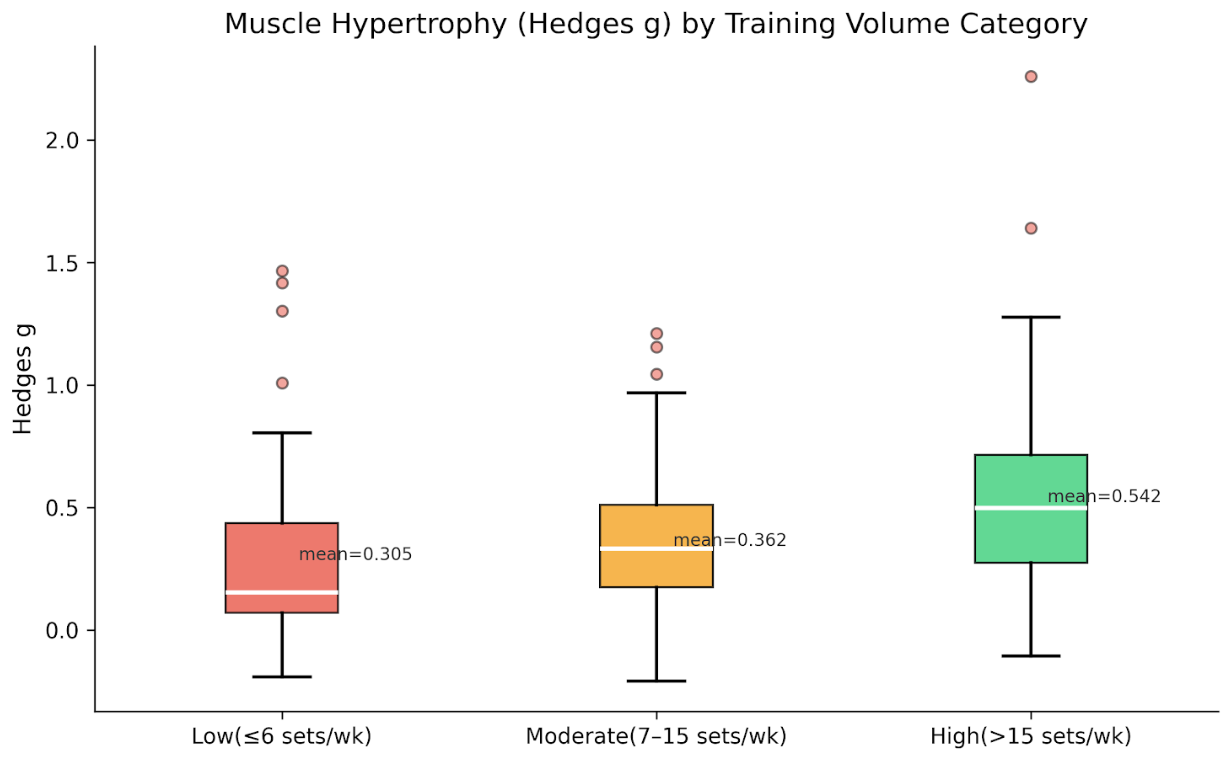 Muscle Hypertrophy (Hedges g) by Training Volume Category
Hedges g
2.0
1.5
1.0
0.5
0.0
mean=0.305
mean=0.362
mean=0.542
Low(≤6 sets/wk)
Moderate(7–15 sets/wk)
High(>15 sets/wk)